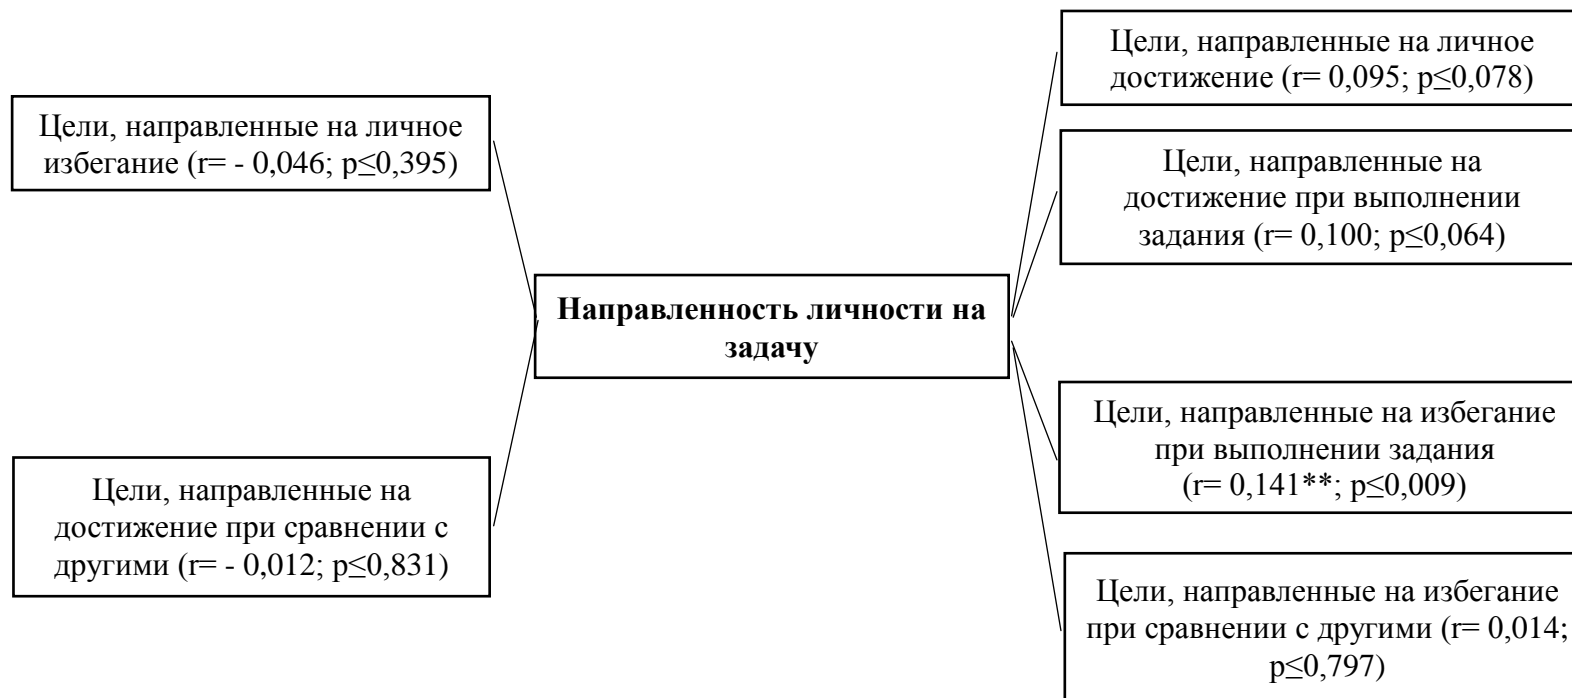 Цели, направленные на личное
избегание (r= - 0,046; p≤0,395)
Цели, направленные на
достижение при сравнении с
другими (r= - 0,012; p≤0,831)
Направленность личности на
задачу
Цели, направленные на личное
достижение (r= 0,095; p≤0,078)
Цели, направленные на
достижение при выполнении
задания (r= 0,100; p≤0,064)
Цели, направленные на избегание
при выполнении задания
(r= 0,141**; p≤0,009)
Цели, направленные на избегание
при сравнении с другими (r= 0,014;
p≤0,797)